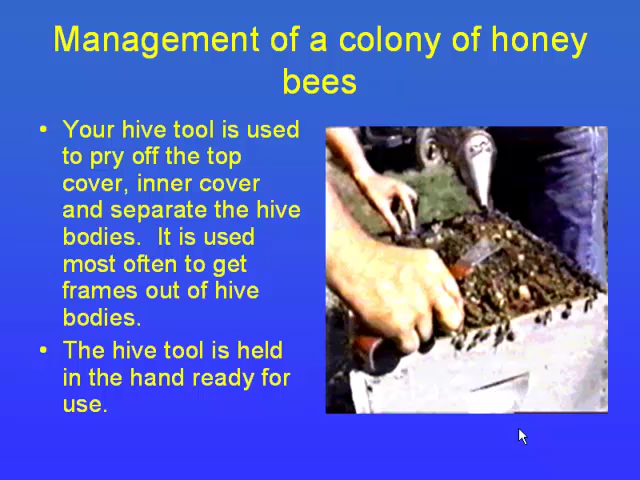 Management of a colony of honey
bees
• Your hive tool is used
to pry off the top
cover, inner cover
and separate the hive
bodies.  It is used
most often to get
frames out of hive
bodies.
• The hive tool is held
in the hand ready for
use.